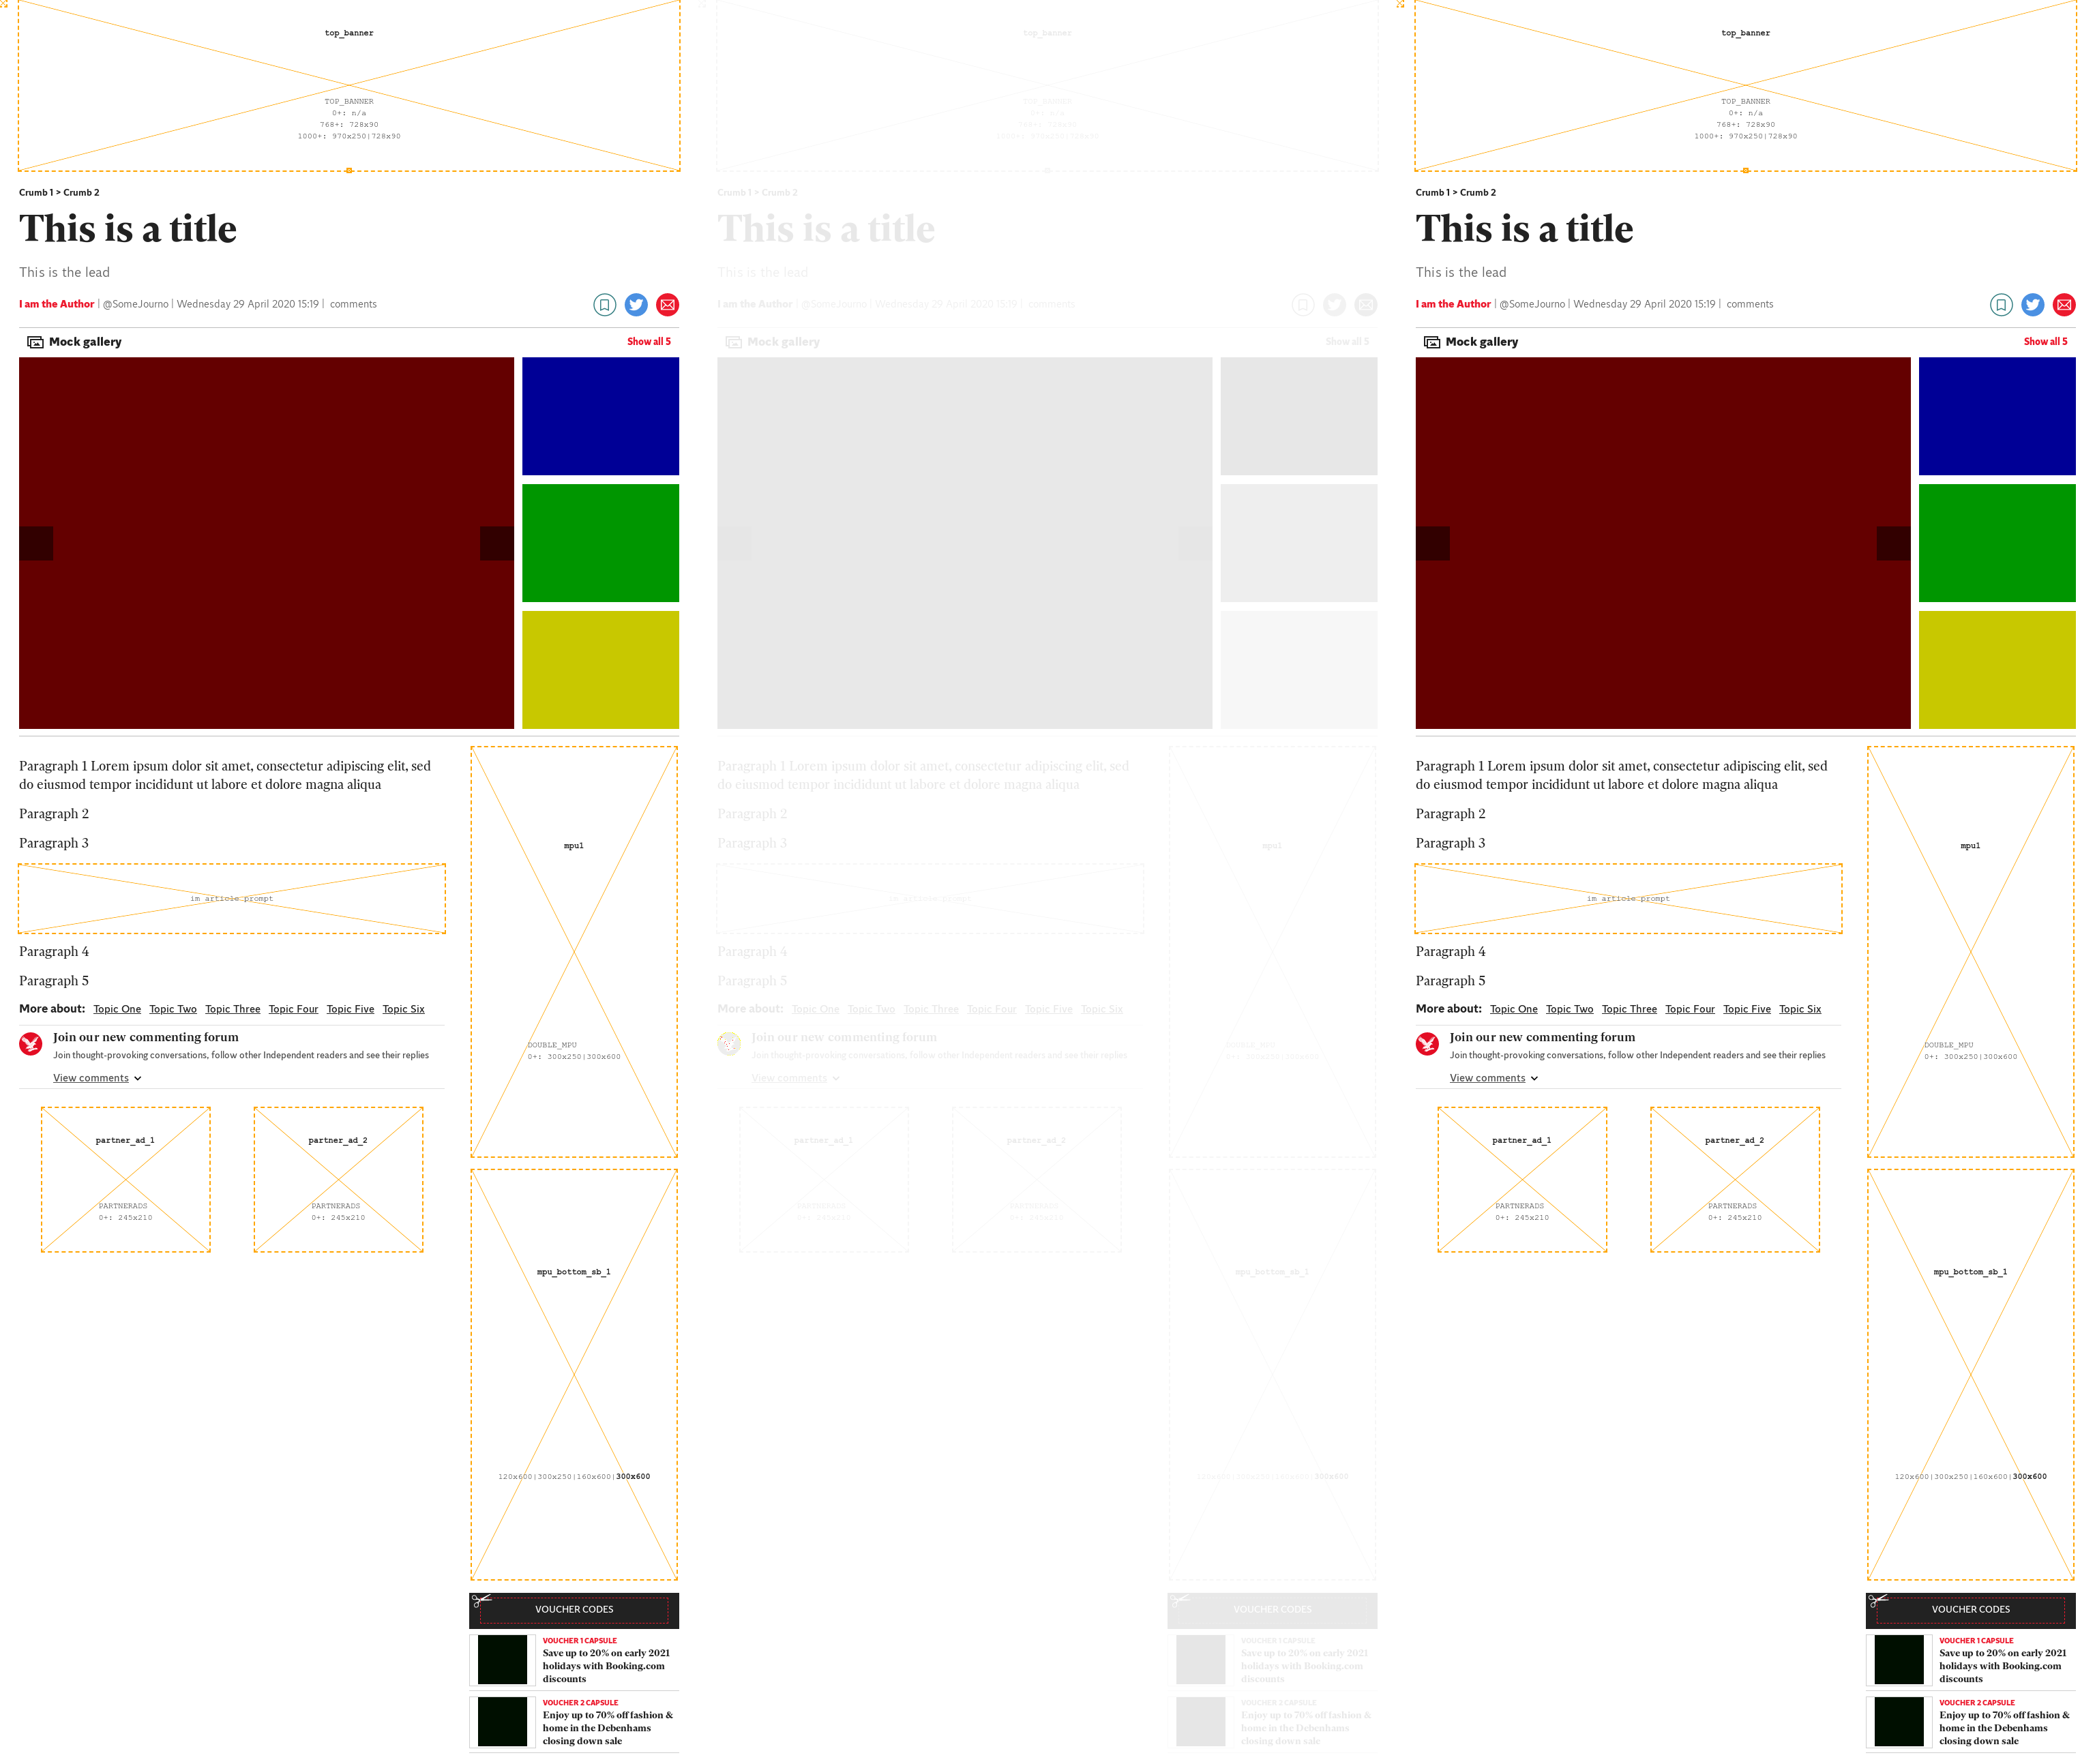 top_banner
TOP_BANNER
0+: n/a
768+: 728x90
1000+: 970x250|728x90
Crumb 1 > Crumb 2
This is a title
This is the lead
I am the Author | @SomeJourno | Wednesday 29 April 2020 15:19 | comments
Mock gallery
Show all 5
Paragraph 1 Lorem ipsum dolor sit amet, consectetur adipiscing elit, sed
do eiusmod tempor incididunt ut labore et dolore magna aliqua
Paragraph 2
Paragraph 3
im article prompt
Paragraph 4
Paragraph 5
More about: Topic One Topic Two Topic Three Topic Four Topic Five Topic Six
Join our new commenting forum
Join thought-provoking conversations, follow other Independent readers and see their replies
View comments
partner_ad_1
PARTNERADS
0+: 245x210
partner_ad_2
PARTNERADS
0+: 245x210
mpu1
DOUBLE_MPU
0+: 300x250|300x600
mpu_bottom_sb_1
120x600|300x250|160x600|300x600
VOUCHER CODES
VOUCHER 1 CAPSULE
Save up to 20% on early 2021
holidays with Booking.com
discounts
VOUCHER 2 CAPSULE
Enjoy up to 70% off fashion &
home in the Debenhams
closing down sale
top_banner
TOP_BANNER
0+: n/a
768+: 728x90
1000+: 970x250|728x90
Crumb 1 > Crumb 2
This is a title
This is the lead
I am the Author | @SomeJourno | Wednesday 29 April 2020 15:19 | comments
Mock gallery
Show all 5
Paragraph 1 Lorem ipsum dolor sit amet, consectetur adipiscing elit, sed
do eiusmod tempor incididunt ut labore et dolore magna aliqua
Paragraph 2
Paragraph 3
im article prompt
Paragraph 4
Paragraph 5
More about: Topic One Topic Two Topic Three Topic Four Topic Five Topic Six
Join our new commenting forum
Join thought-provoking conversations, follow other Independent readers and see their replies
View comments
partner_ad_1
PARTNERADS
0+: 245x210
partner_ad_2
PARTNERADS
0+: 245x210
mpu1
DOUBLE_MPU
0+: 300x250|300x600
mpu_bottom_sb_1
120x600|300x250|160x600|300x600
VOUCHER CODES
VOUCHER 1 CAPSULE
Save up to 20% on early 2021
holidays with Booking.com
discounts
VOUCHER 2 CAPSULE
Enjoy up to 70% off fashion &
home in the Debenhams
closing down sale
top_banner
TOP_BANNER
0+: n/a
768+: 728x90
1000+: 970x250|728x90
Crumb 1 > Crumb 2
This is a title
This is the lead
I am the Author | @SomeJourno | Wednesday 29 April 2020 15:19 | comments
Mock gallery
Show all 5
Paragraph 1 Lorem ipsum dolor sit amet, consectetur adipiscing elit, sed
do eiusmod tempor incididunt ut labore et dolore magna aliqua
Paragraph 2
Paragraph 3
im article prompt
Paragraph 4
Paragraph 5
More about: Topic One Topic Two Topic Three Topic Four Topic Five Topic Six
Join our new commenting forum
Join thought-provoking conversations, follow other Independent readers and see their replies
View comments
partner_ad_1
PARTNERADS
0+: 245x210
partner_ad_2
PARTNERADS
0+: 245x210
mpu1
DOUBLE_MPU
0+: 300x250|300x600
mpu_bottom_sb_1
120x600|300x250|160x600|300x600
VOUCHER CODES
VOUCHER 1 CAPSULE
Save up to 20% on early 2021
holidays with Booking.com
discounts
VOUCHER 2 CAPSULE
Enjoy up to 70% off fashion &
home in the Debenhams
closing down sale